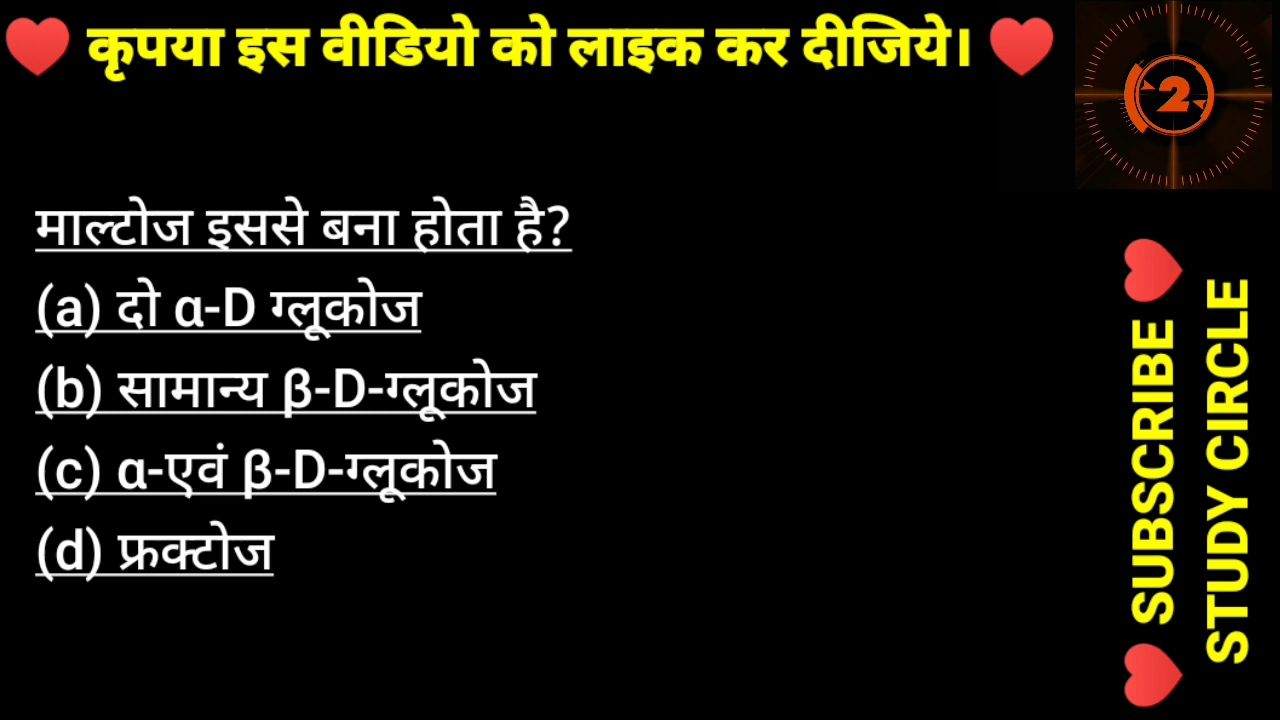 ❤️ कृपया इस वीडियो को लाइक कर दीजिये। ❤️
2
माल्टोज इससे बना होता है?
(a) दो α-D ग्लूकोज
(b) सामान्य β-D-ग्लूकोज
(c) α-एवं β-D-ग्लूकोज
(d) फ्रक्टोज
❤️ SUBSCRIBE ❤️
STUDY CIRCLE